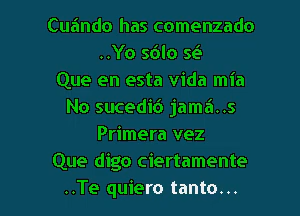 Cuándo has comenzado
..Yo sólo sé
Que en esta vida mía
No sucedió jamá..s
Primera vez
Que digo ciertamente
..Te quiero tanto...